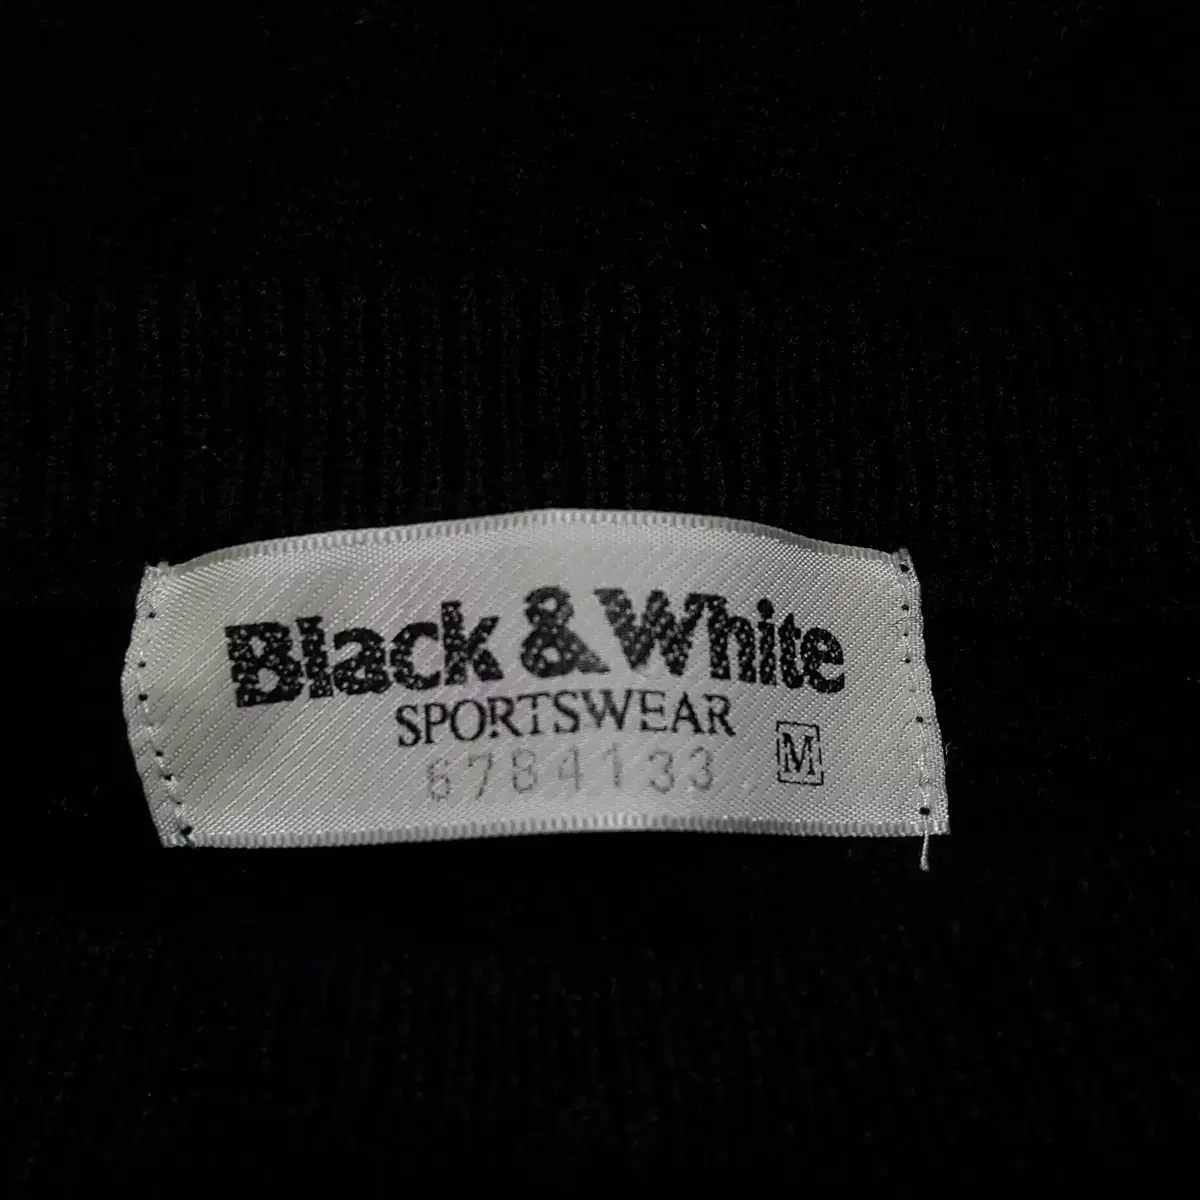 Black & White
SPORTSWEAR
6784133 M